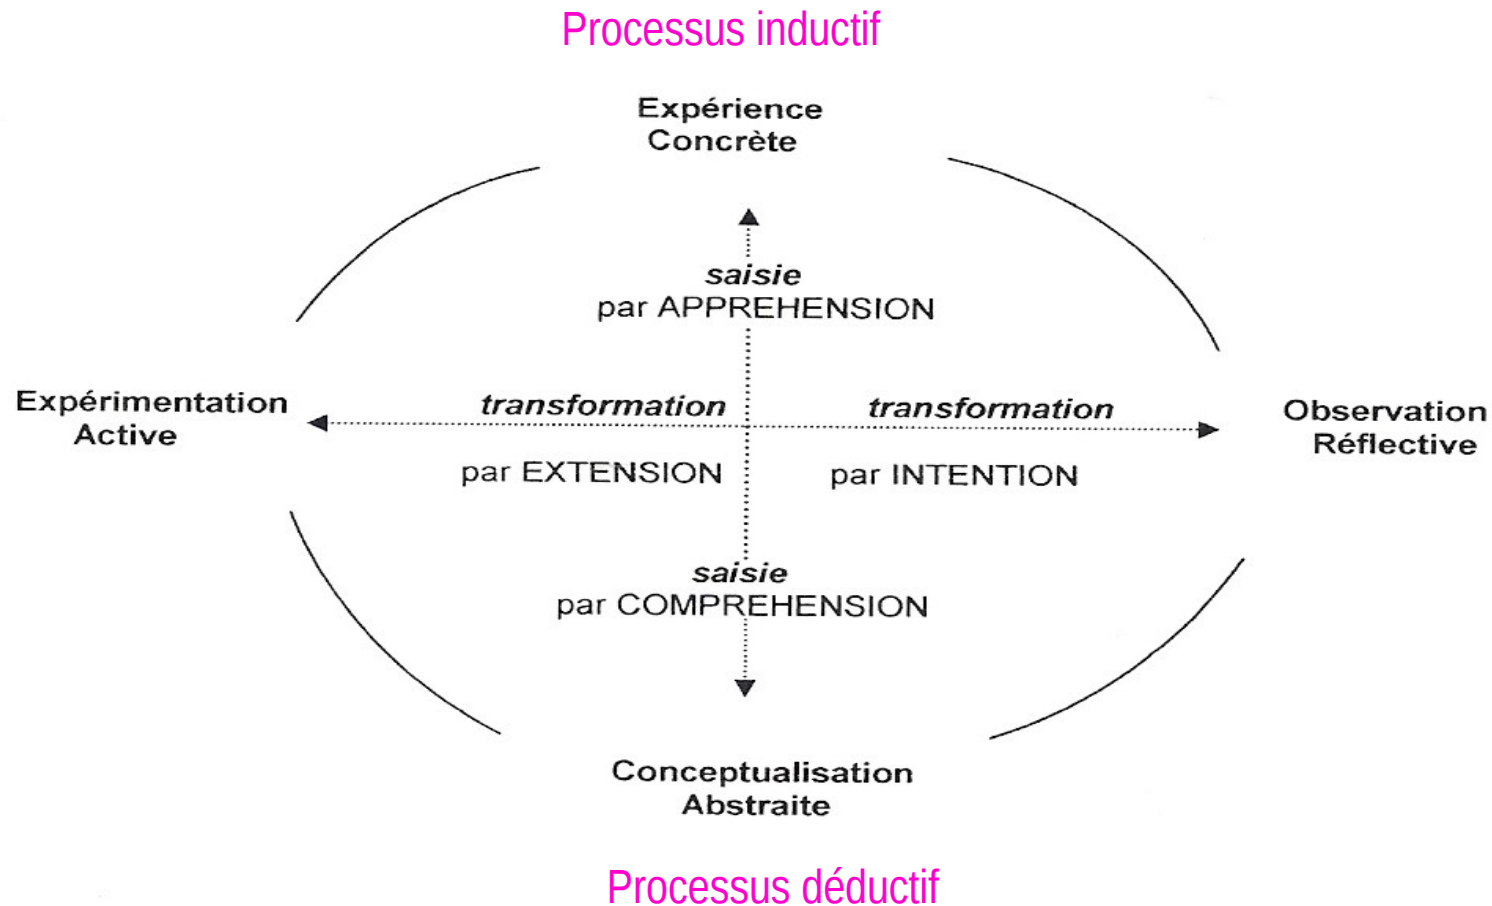 Processus inductif
Expérience
Concrète
saisie
par APPREHENSION
Expérimentation
Active
transformation
par EXTENSION
transformation
par INTENTION
Observation
Réflective
saisie
par COMPREHENSION
Conceptualisation
Abstraite
Processus déductif